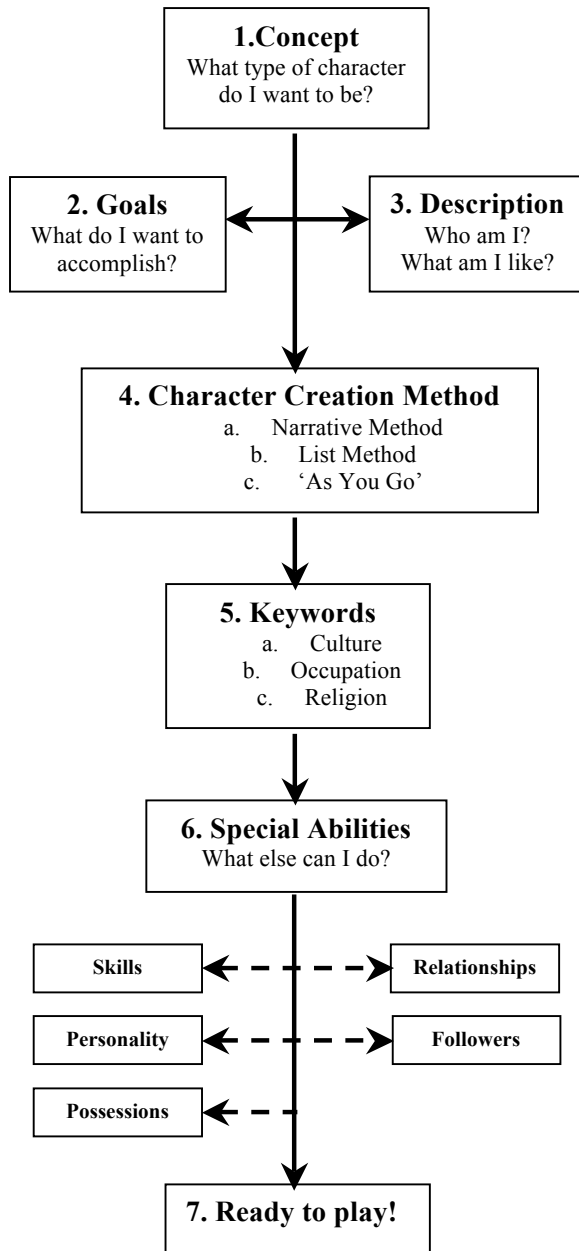 1.Concept
What type of character
do I want to be?
2. Goals
What do I want to
accomplish?
3. Description
Who am I?
What am I like?
4. Character Creation Method
a. Narrative Method
b. List Method
c. ‘As You Go’
5. Keywords
a. Culture
b. Occupation
c. Religion
6. Special Abilities
What else can I do?
Skills
Relationships
Personality
Followers
Possessions
7. Ready to play!